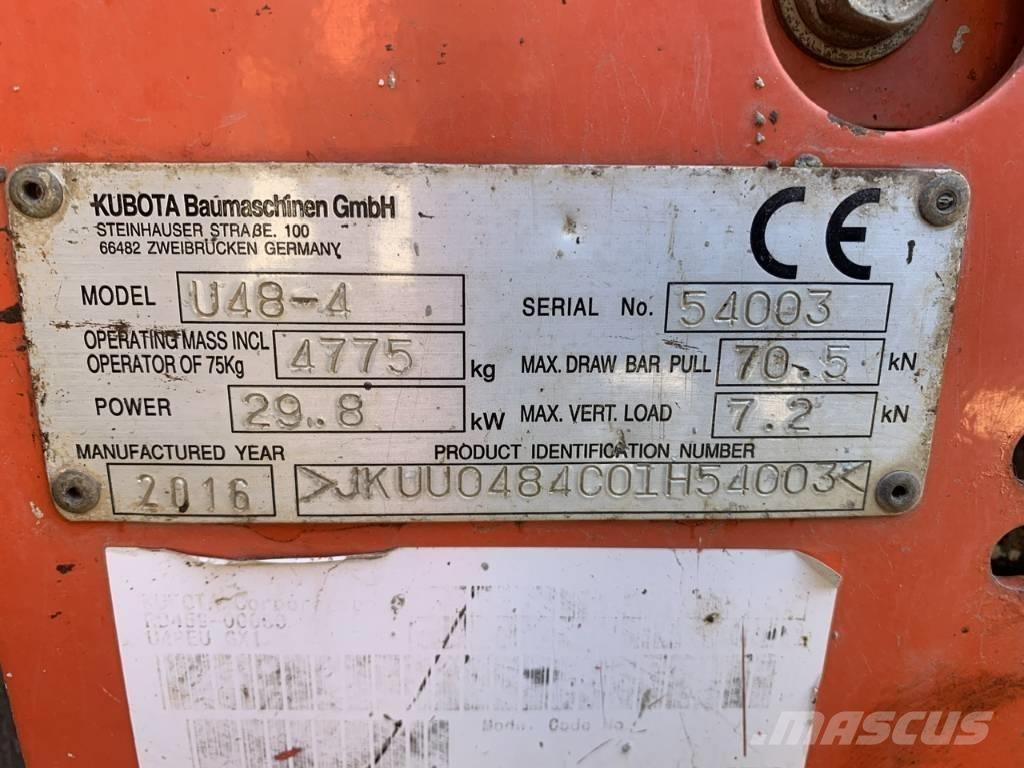 KUBOTA Baumaschinen GmbH
STEINHAUSER STRAßE. 100
66482 ZWEIBRÜCKEN GERMANY
CE
MODEL U48-4
SERIAL No. 54003
OPERATING MASS INCL
OPERATOR OF 75Kg 4775 kg
MAX. DRAW BAR PULL 70.5 kN
POWER 29.8 kW
MAX. VERT. LOAD 7.2 kN
MANUFACTURED YEAR
PRODUCT IDENTIFICATION NUMBER
2016
>JKUU0484C01H54003<
Code No.
MASCUS